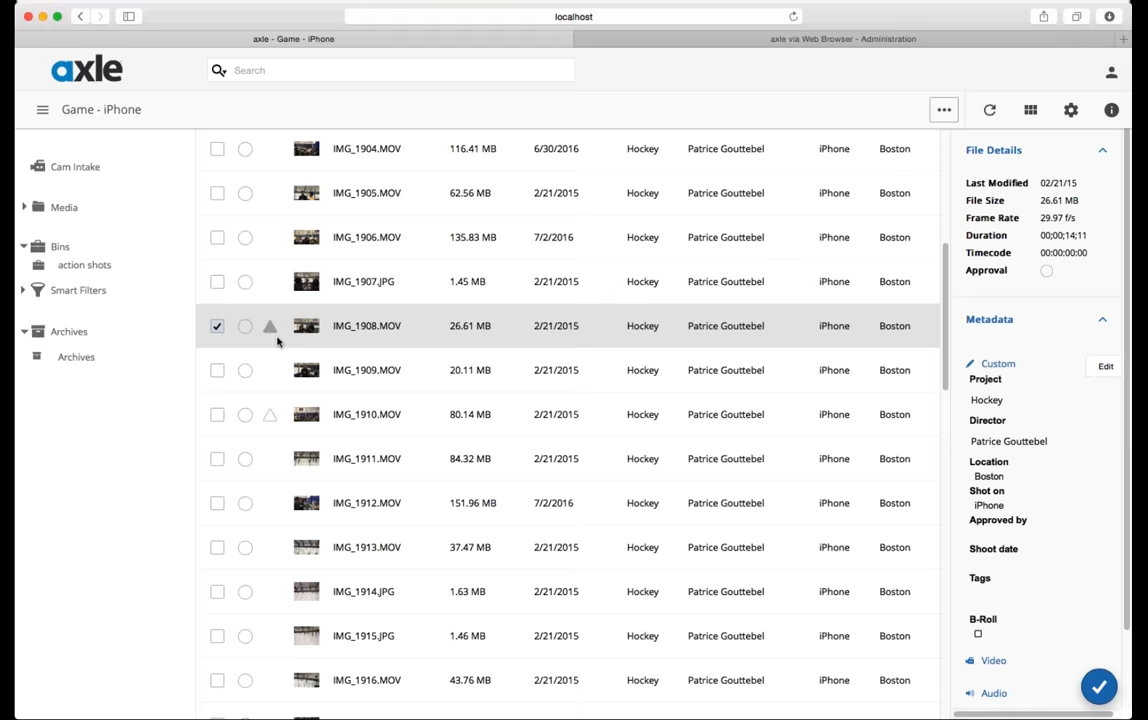 localhost
axle - Game - iPhone
axle via Web Browser - Administration
axle
Search
Game - iPhone
Cam Intake
Media
Bins
action shots
Smart Filters
Archives
Archives
IMG_1904.MOV 116.41 MB 6/30/2016 Hockey Patrice Gouttebel iPhone Boston
IMG_1905.MOV 62.56 MB 2/21/2015 Hockey Patrice Gouttebel iPhone Boston
IMG_1906.MOV 135.83 MB 7/2/2016 Hockey Patrice Gouttebel iPhone Boston
IMG_1907.JPG 1.45 MB 2/21/2015 Hockey Patrice Gouttebel iPhone Boston
IMG_1908.MOV 26.61 MB 2/21/2015 Hockey Patrice Gouttebel iPhone Boston
IMG_1909.MOV 20.11 MB 2/21/2015 Hockey Patrice Gouttebel iPhone Boston
IMG_1910.MOV 80.14 MB 2/21/2015 Hockey Patrice Gouttebel iPhone Boston
IMG_1911.MOV 84.32 MB 2/21/2015 Hockey Patrice Gouttebel iPhone Boston
IMG_1912.MOV 151.96 MB 7/2/2016 Hockey Patrice Gouttebel iPhone Boston
IMG_1913.MOV 37.47 MB 2/21/2015 Hockey Patrice Gouttebel iPhone Boston
IMG_1914.JPG 1.63 MB 2/21/2015 Hockey Patrice Gouttebel iPhone Boston
IMG_1915.JPG 1.46 MB 2/21/2015 Hockey Patrice Gouttebel iPhone Boston
IMG_1916.MOV 43.76 MB 2/21/2015 Hockey Patrice Gouttebel iPhone Boston
File Details
Last Modified 02/21/15
File Size 26.61 MB
Frame Rate 29.97 f/s
Duration 00;00;14;11
Timecode 00:00:00:00
Approval
Metadata
Custom Edit
Project
Hockey
Director
Patrice Gouttebel
Location
Boston
Shot on
iPhone
Approved by
Shoot date
Tags
B-Roll
Video
Audio